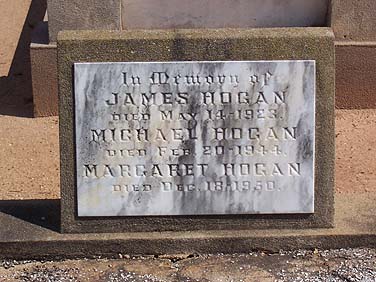 In Memory of
JAMES HOGAN
DIED MAY 14-1923.
MICHAEL HOGAN
DIED FEB. 20-1944.
MARGARET HOGAN
DIED DEC. 18-1950.